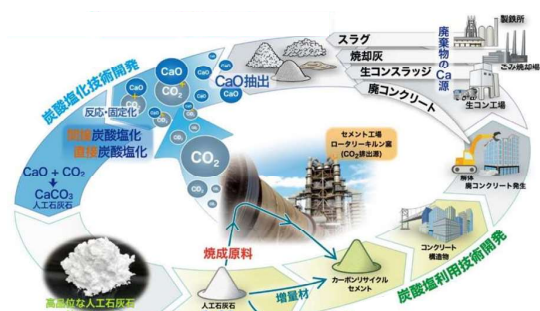 炭酸塩化技術開発
CaO
CO₂
CaO
CaO
CaO抽出
スラグ
焼却灰
生コンスラッジ
廃コンクリート
廃棄物のCa源
製鉄所
ごみ焼却場
生コン工場
反応・固定化
間接炭酸塩化
直接炭酸塩化
CaO + CO₂
CaCO₃
人工石灰石
CO₂
CO₂
セメント工場
ロータリーキルン窯
(CO₂排出源)
解体
廃コンクリート発生
コンクリート
構造物
炭酸塩利用技術開発
焼成原料
増量材
カーボンリサイクル
セメント
人工石灰石
高品位な人工石灰石